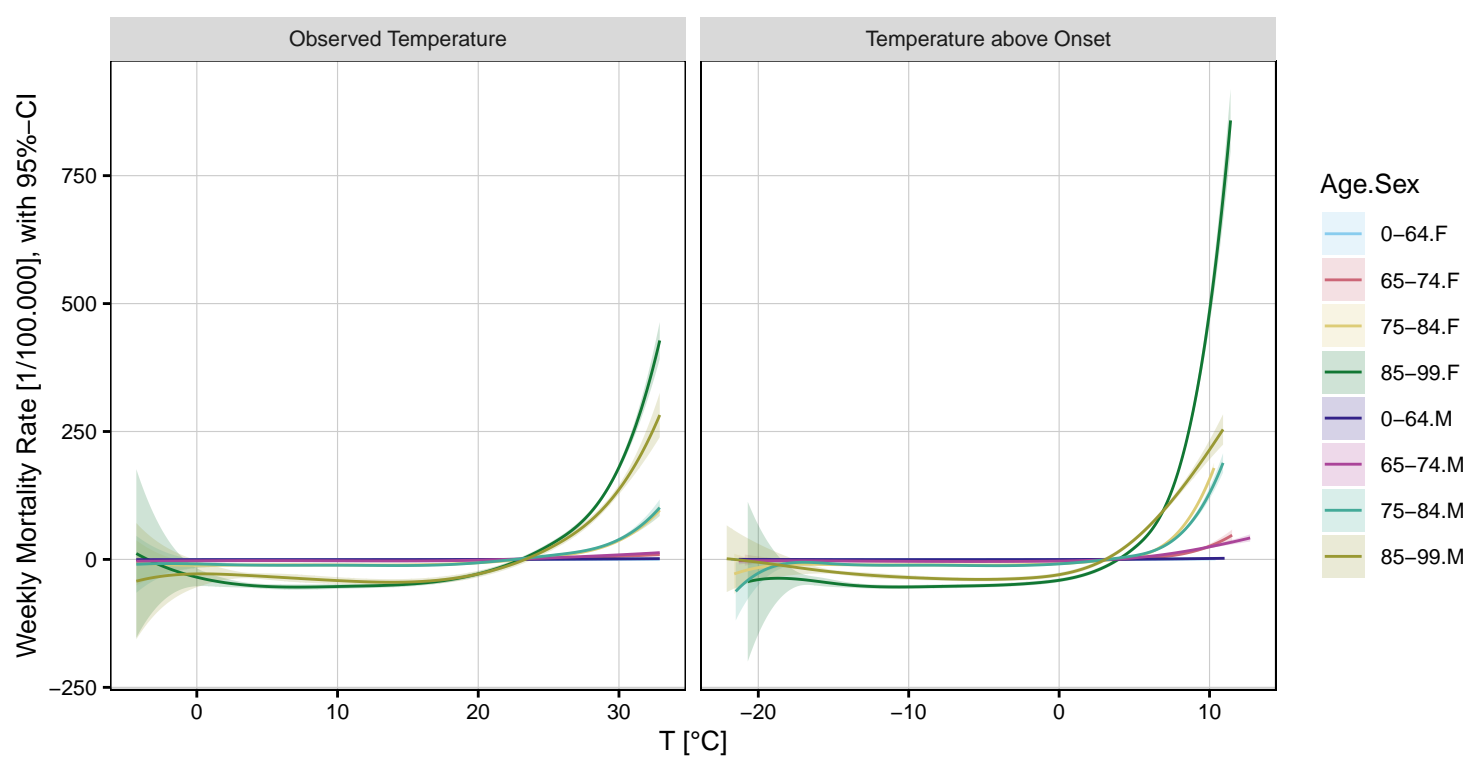 Observed Temperature
Temperature above Onset
Weekly Mortality Rate [1/100.000], with 95%−CI
750
500
250
0
−250
0
10
20
30
−20
−10
0
10
T [°C]
Age.Sex
0−64.F
65−74.F
75−84.F
85−99.F
0−64.M
65−74.M
75−84.M
85−99.M